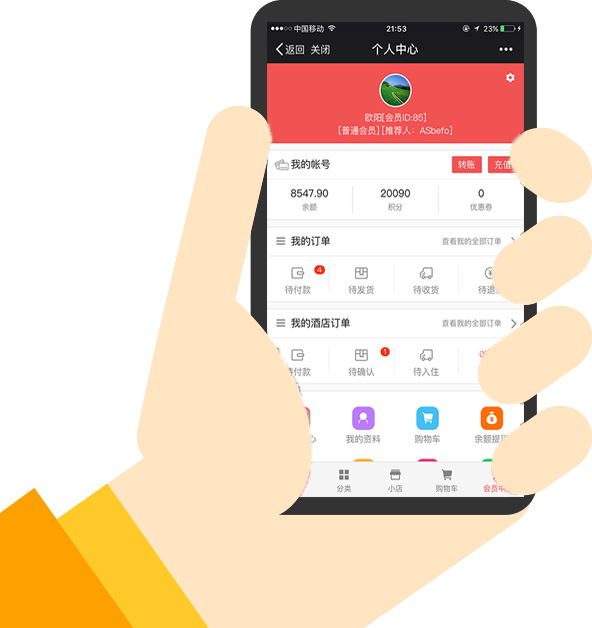 中国移动 21:53 23%
返回 关闭 个人中心
欧阳[会员ID:85]
[普通会员] [推荐人：ASbefo]
我的帐号 转账 充值
8547.90 20090 0
余额 积分 优惠券
我的订单 查看我的全部订单
4
待付款 待发货 待收货 待退
我的酒店订单 查看我的全部订单
1
付款 待确认 待入住
心 我的资料 购物车 余额提
分类 小店 购物车 会员中